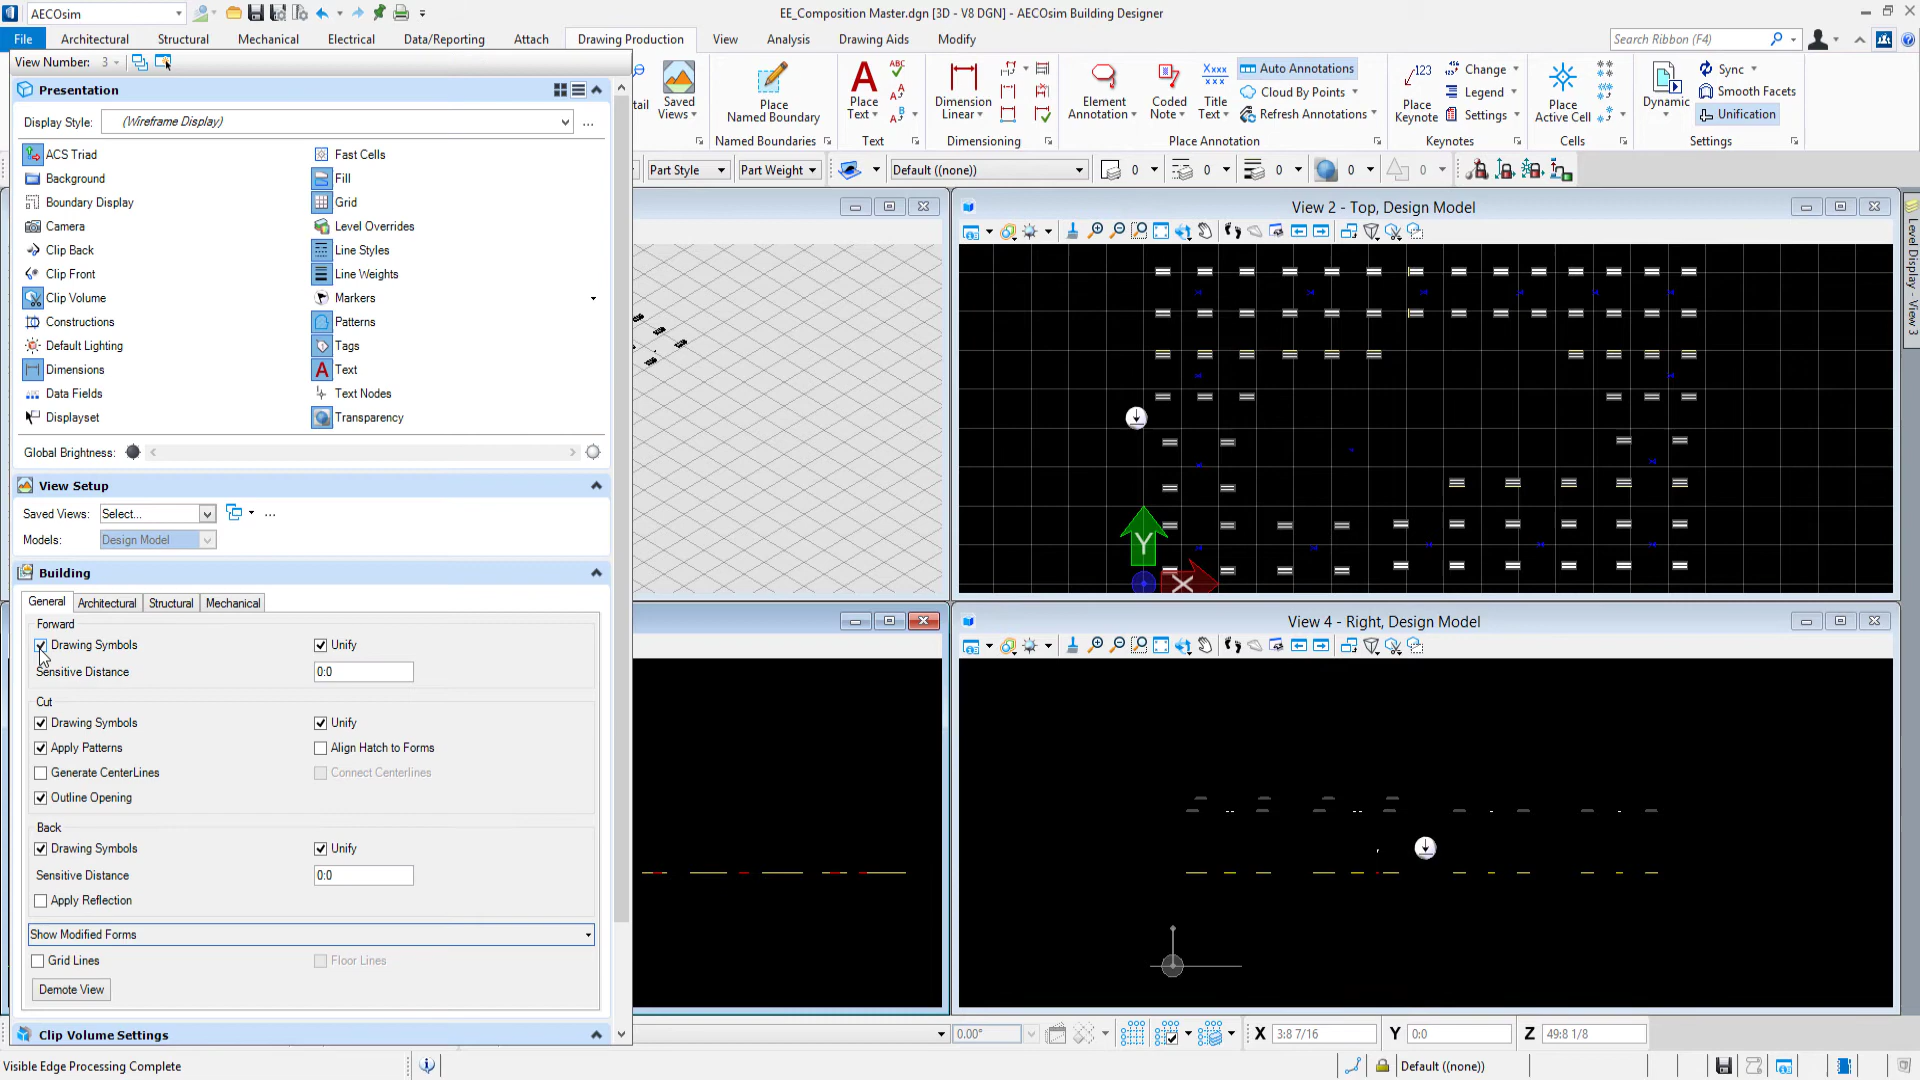 AECOsim
EE_Composition Master.dgn [3D - V8 DGN] - AECOsim Building Designer
File Architectural Structural Mechanical Electrical Data/Reporting Attach Drawing Production View Analysis Drawing Aids Modify
Search Ribbon (F4)
View Number: 3
Presentation
Display Style: (Wireframe Display)
ACS Triad Fast Cells
Background Fill
Boundary Display Grid
Camera Level Overrides
Clip Back Line Styles
Clip Front Line Weights
Clip Volume Markers
Constructions Patterns
Default Lighting Tags
Dimensions Text
Data Fields Text Nodes
Displayset Transparency
Global Brightness:
View Setup
Saved Views: Select...
Models: Design Model
Building
General Architectural Structural Mechanical
Forward
Drawing Symbols Unify
Sensitive Distance 0:0
Cut
Drawing Symbols Unify
Apply Patterns Align Hatch to Forms
Generate CenterLines Connect Centerlines
Outline Opening
Back
Drawing Symbols Unify
Sensitive Distance 0:0
Apply Reflection
Show Modified Forms
Grid Lines Floor Lines
Demote View
Clip Volume Settings
Saved Views
Place Named Boundary
Named Boundaries
Place Text
Text
Dimension Linear
Dimensioning
Element Annotation
Coded Note
Title Text
Auto Annotations
Cloud By Points
Refresh Annotations
Place Annotation
Place Keynote
Change
Legend
Settings
Keynotes
Place Active Cell
Cells
Dynamic
Sync
Smooth Facets
Unification
Settings
Part Style Part Weight Default ((none)) 0 0 0 0 0
View 2 - Top, Design Model
Y
X
View 4 - Right, Design Model
Level Display - View 3
0.00° X 3:8 7/16 Y 0:0 Z 49:8 1/8
Visible Edge Processing Complete
Default ((none))